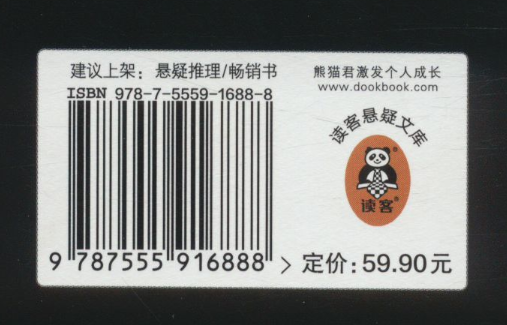 建议上架：悬疑推理/畅销书
ISBN 978-7-5559-1688-8
9 787555 916888 >
熊猫君激发个人成长
www.dookbook.com
读客悬疑文库
读客®
定价：59.90元